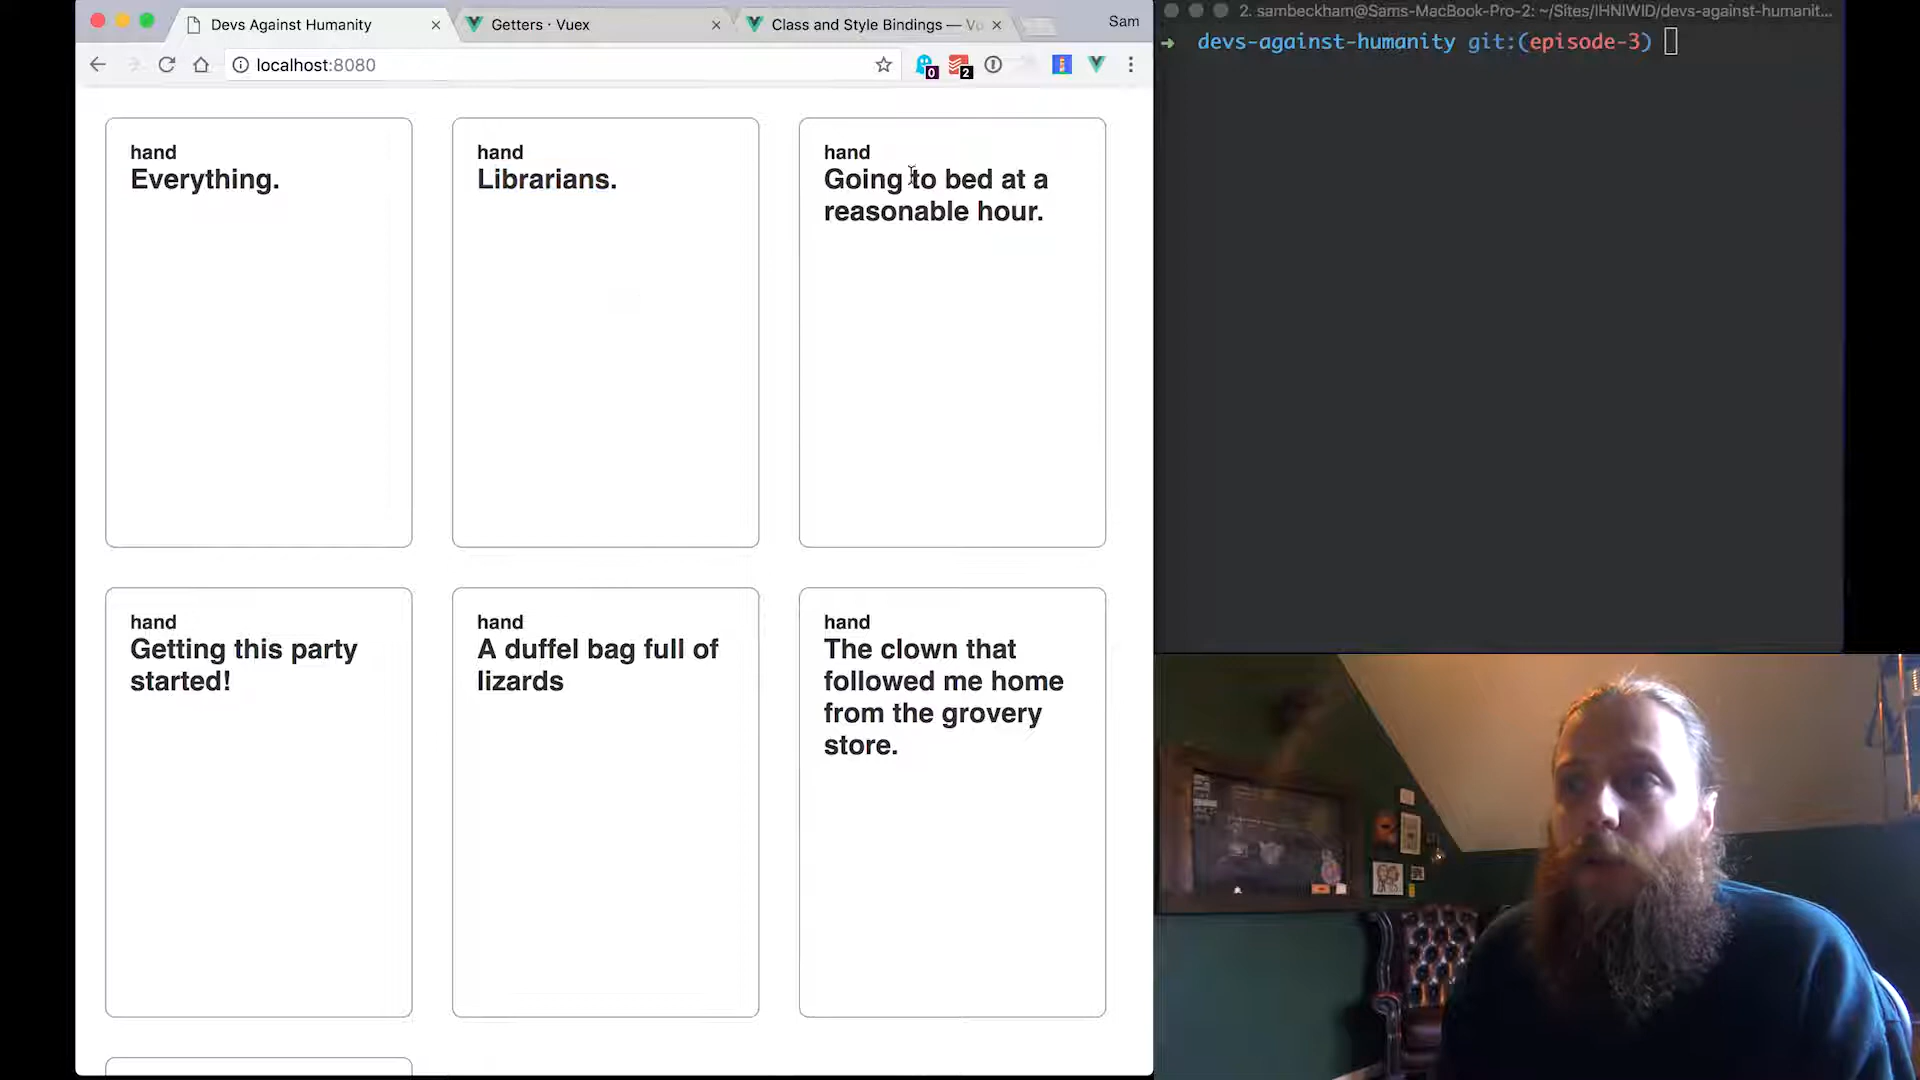 Devs Against Humanity
Getters · Vuex
Class and Style Bindings — Vu
Sam
localhost:8080
0
2
2. sambeckham@Sams-MacBook-Pro-2: ~/Sites/IHNIWID/devs-against-humanit...
devs-against-humanity git:(episode-3)
hand
Everything.
hand
Librarians.
hand
Going to bed at a
reasonable hour.
hand
Getting this party
started!
hand
A duffel bag full of
lizards
hand
The clown that
followed me home
from the grovery
store.